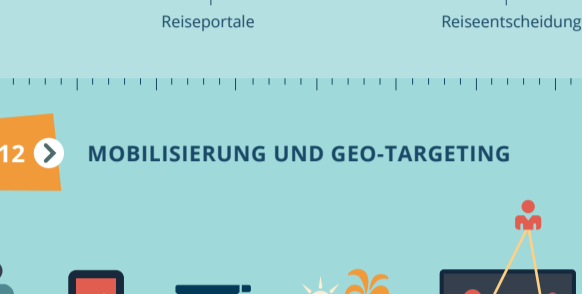 Reiseportale
Reiseentscheidung
12
MOBILISIERUNG UND GEO-TARGETING